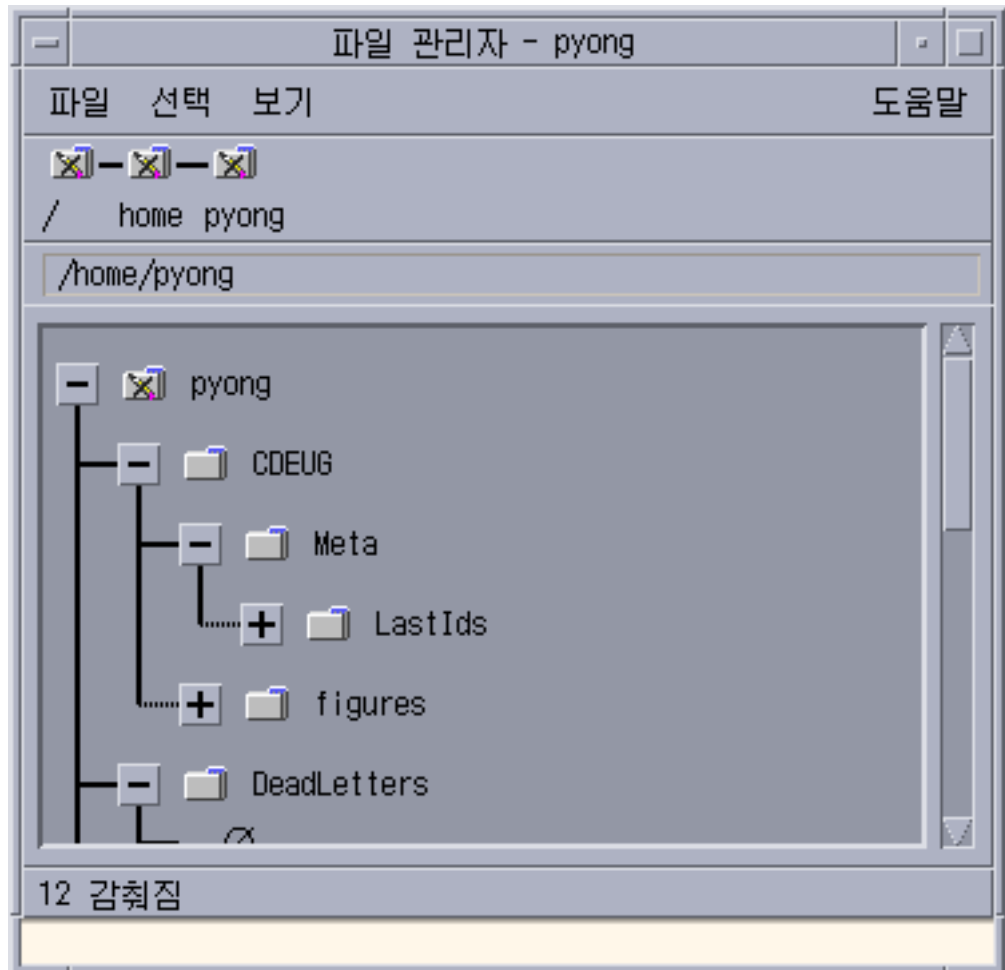 파일 관리자 - pyong
파일 선택 보기 도움말
/ home pyong
/home/pyong
pyong
CDEUG
Meta
LastIds
figures
DeadLetters
12 감춰짐